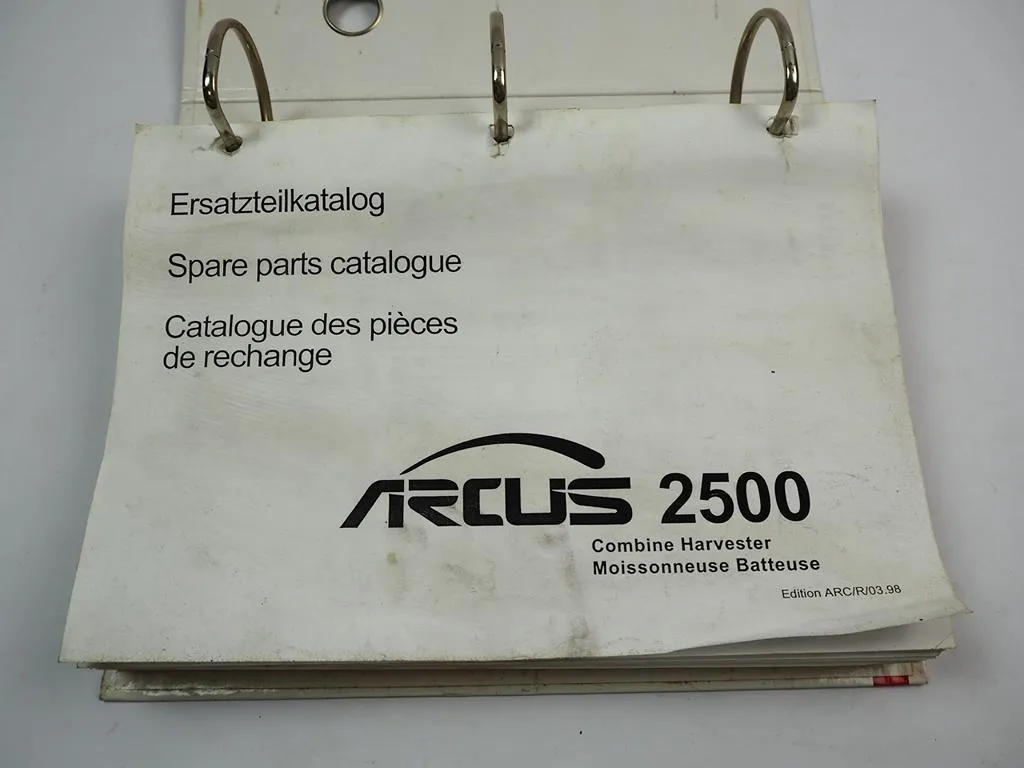 Ersatzteilkatalog
Spare parts catalogue
Catalogue des pièces
de rechange
ARCUS 2500
Combine Harvester
Moissonneuse Batteuse
Edition ARC/R/03.98